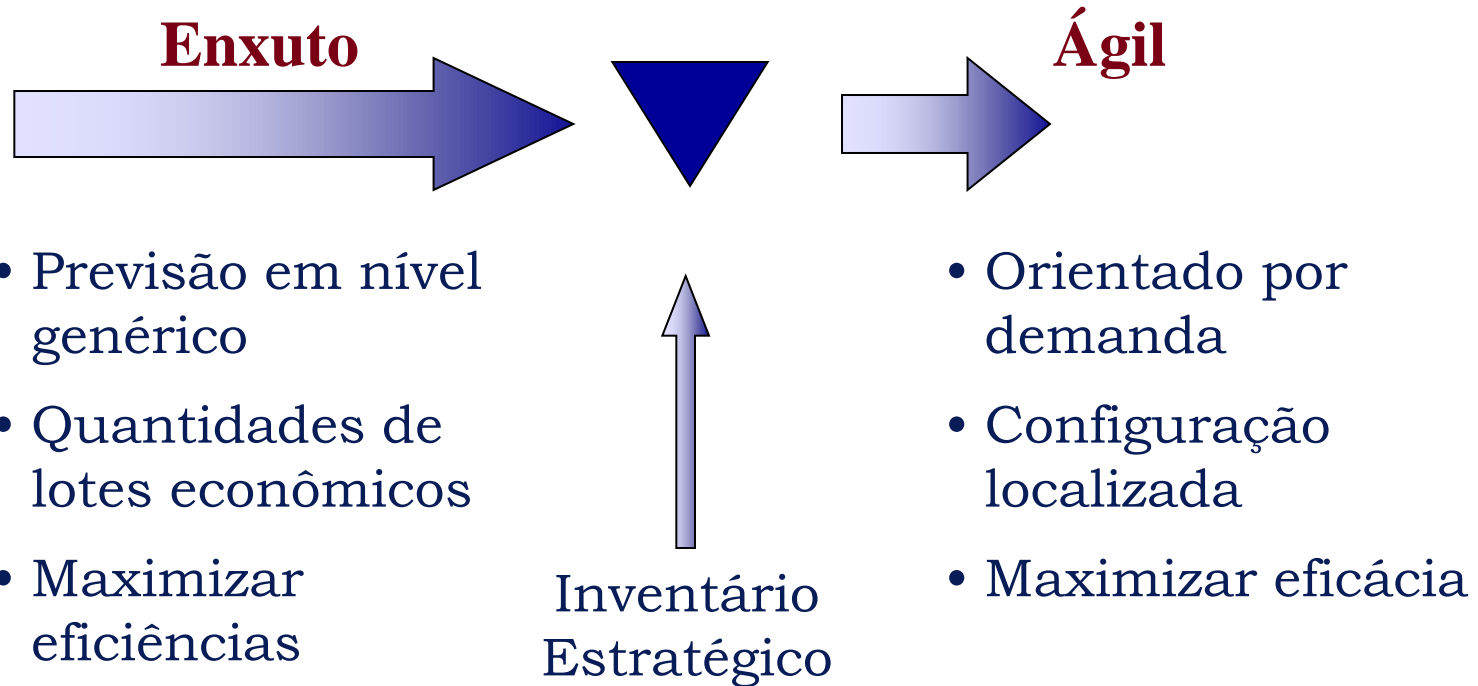 Enxuto
Ágil
• Previsão em nível
genérico
• Quantidades de
lotes econômicos
• Maximizar
eficiências
Inventário
Estratégico
• Orientado por
demanda
• Configuração
localizada
• Maximizar eficácia